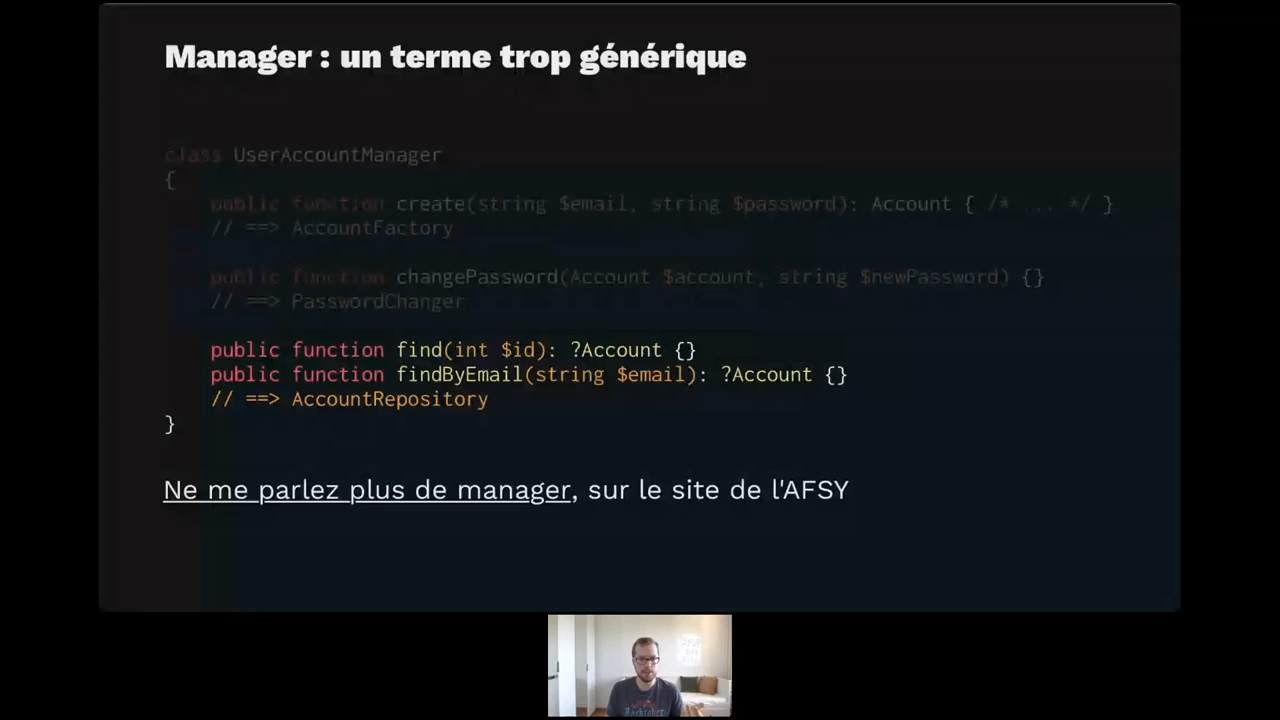 Manager : un terme trop générique
class UserAccountManager
{
public function create(string $email, string $password): Account { /* ... */ }
// ==> AccountFactory
public function changePassword(Account $account, string $newPassword) {}
// ==> PasswordChanger
public function find(int $id): ?Account {}
public function findByEmail(string $email): ?Account {}
// ==> AccountRepository
}
Ne me parlez plus de manager, sur le site de l'AFSY